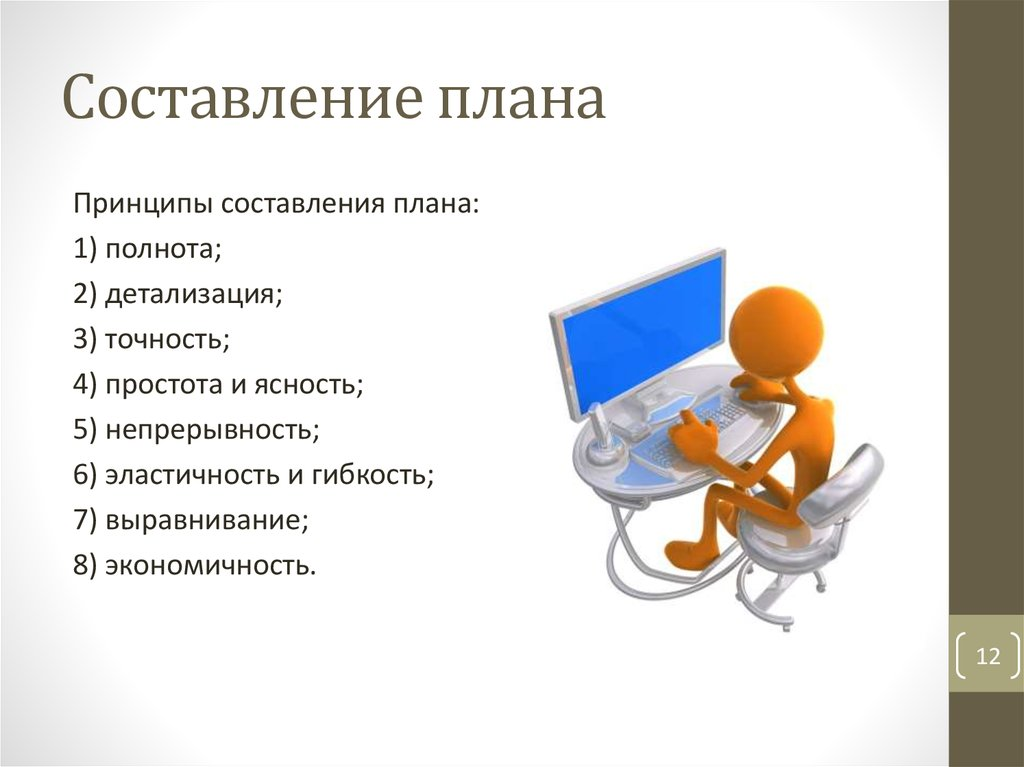 Составление плана
Принципы составления плана:
1) полнота;
2) детализация;
3) точность;
4) простота и ясность;
5) непрерывность;
6) эластичность и гибкость;
7) выравнивание;
8) экономичность.
12